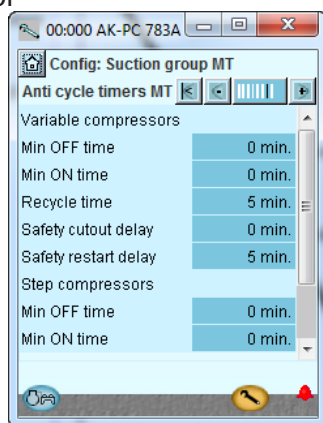 00:000 AK-PC 783A
Config: Suction group MT
Anti cycle timers MT
Variable compressors
Min OFF time 0 min.
Min ON time 0 min.
Recycle time 5 min.
Safety cutout delay 0 min.
Safety restart delay 5 min.
Step compressors
Min OFF time 0 min.
Min ON time 0 min.